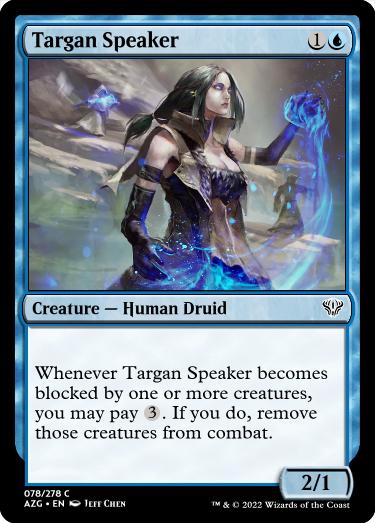 Targan Speaker 1
Creature — Human Druid
Whenever Targan Speaker becomes
blocked by one or more creatures,
you may pay 3. If you do, remove
those creatures from combat.
2/1
078/278 C
AZG • EN Jeff Chen
™ & © 2022 Wizards of the Coast